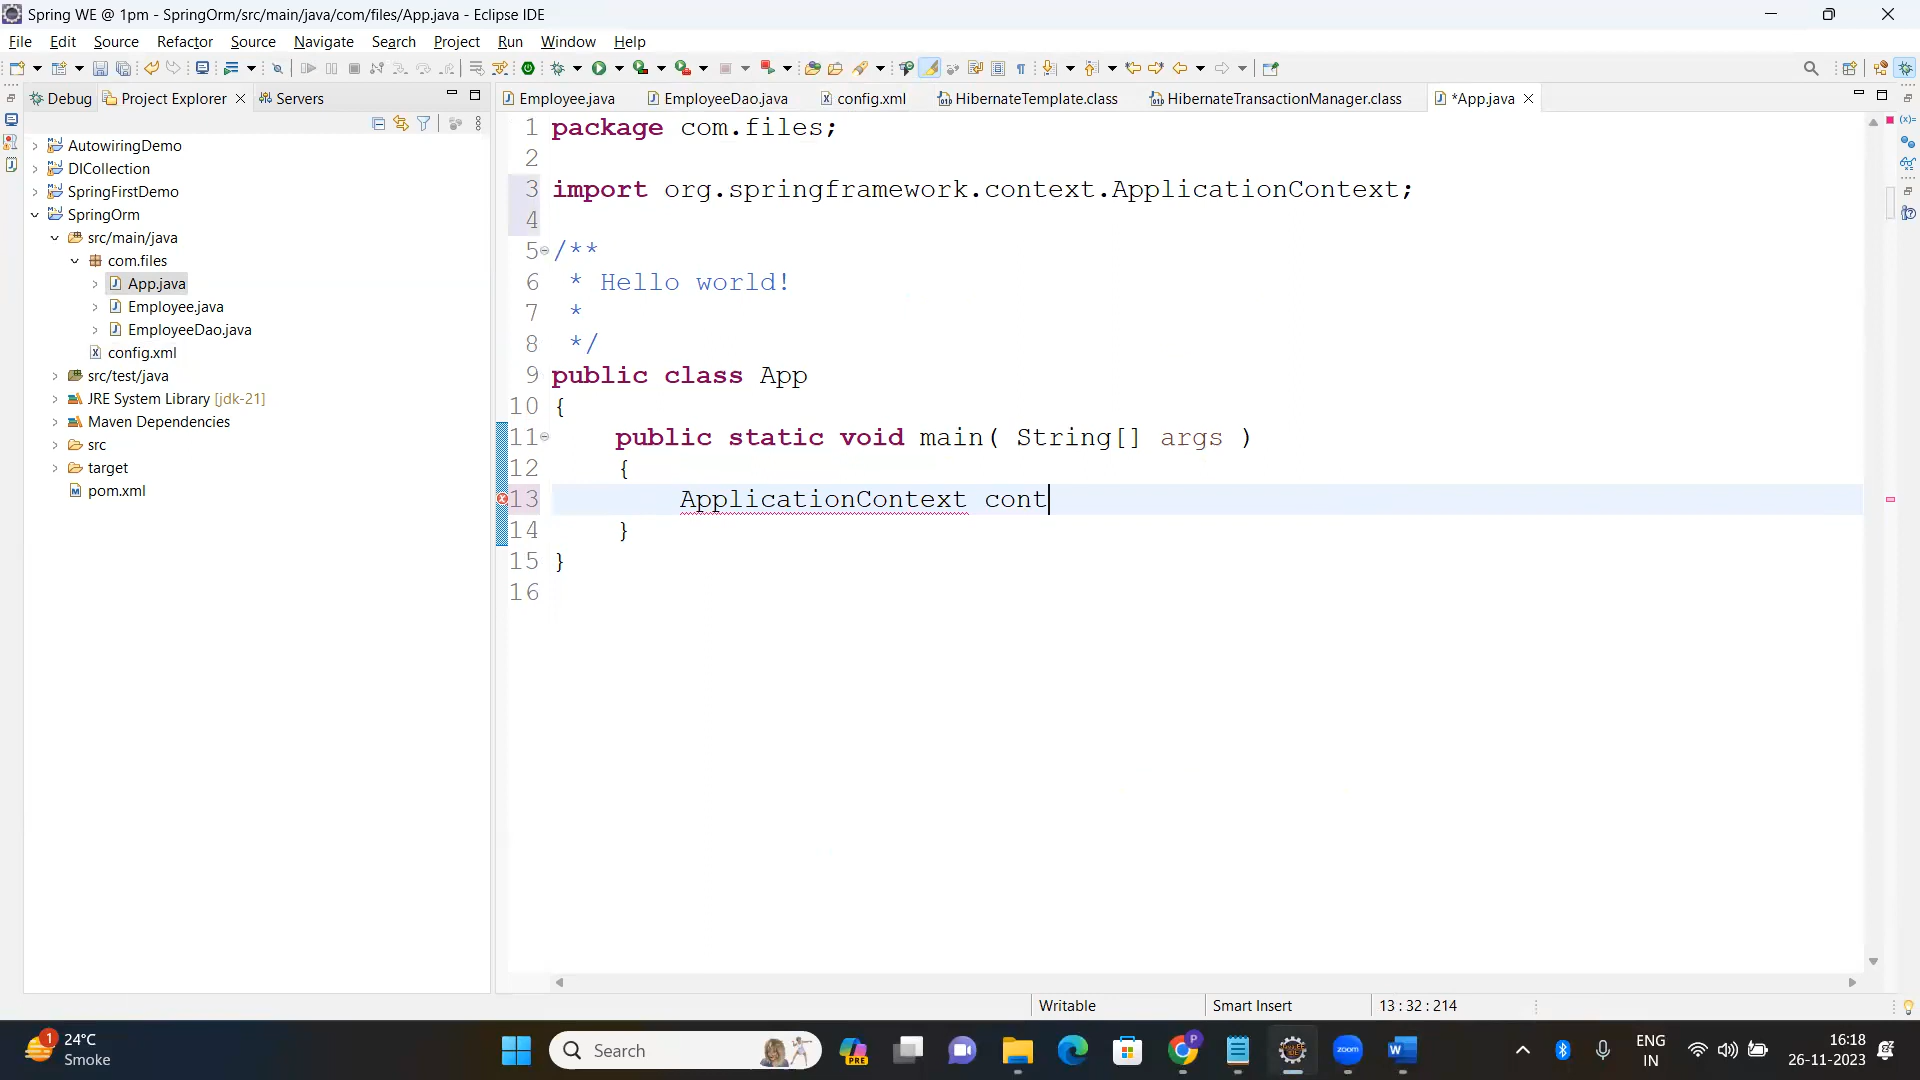 Spring WE @ 1pm - SpringOrm/src/main/java/com/files/App.java - Eclipse IDE
File Edit Source Refactor Source Navigate Search Project Run Window Help
Debug Project Explorer Servers
Employee.java EmployeeDao.java config.xml HibernateTemplate.class HibernateTransactionManager.class *App.java
AutowiringDemo
DICollection
SpringFirstDemo
SpringOrm
src/main/java
com.files
App.java
Employee.java
EmployeeDao.java
config.xml
src/test/java
JRE System Library [jdk-21]
Maven Dependencies
src
target
pom.xml
1 package com.files;
2
3 import org.springframework.context.ApplicationContext;
4
5 /**
6 * Hello world!
7 *
8 */
9 public class App
10 {
11 public static void main( String[] args )
12 {
13 ApplicationContext cont
14 }
15 }
16
Writable Smart Insert 13 : 32 : 214
1 24°C
Smoke
Search
PRE
P
zoom
W
ENG
IN
16:18
26-11-2023